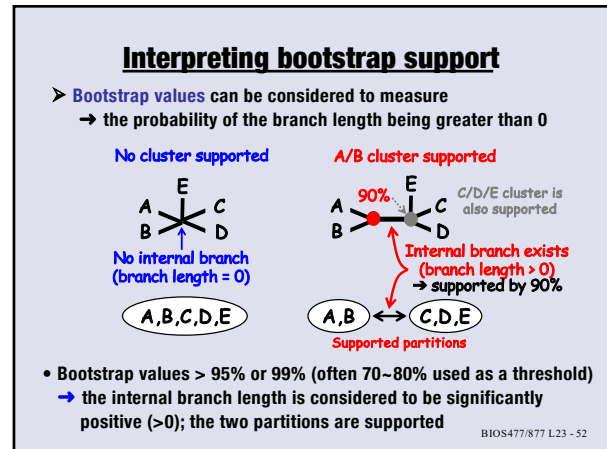 Interpreting bootstrap support
➤ Bootstrap values can be considered to measure
➜ the probability of the branch length being greater than 0
No cluster supported
A/B cluster supported
E
A
C
B
D
No internal branch
(branch length = 0)
A,B,C,D,E
90%
E
A
C
B
D
C/D/E cluster is
also supported
Internal branch exists
(branch length > 0)
➔ supported by 90%
A,B
C,D,E
Supported partitions
• Bootstrap values > 95% or 99% (often 70~80% used as a threshold)
➜ the internal branch length is considered to be significantly
positive (>0); the two partitions are supported
BIOS477/877 L23 - 52